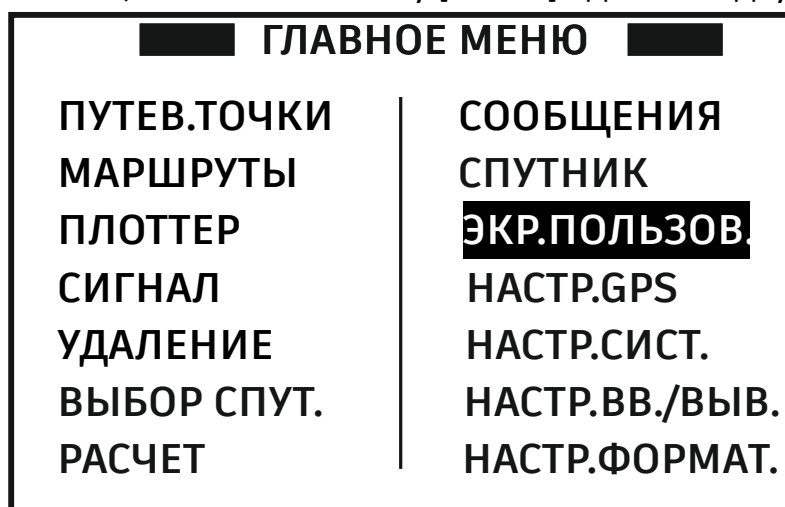 ГЛАВНОЕ МЕНЮ
ПУТЕВ.ТОЧКИ
МАРШРУТЫ
ПЛОТТЕР
СИГНАЛ
УДАЛЕНИЕ
ВЫБОР СПУТ.
РАСЧЕТ
СООБЩЕНИЯ
СПУТНИК
ЭКР.ПОЛЬЗОВ.
НАСТР.GPS
НАСТР.СИСТ.
НАСТР.ВВ./ВЫВ.
НАСТР.ФОРМАТ.